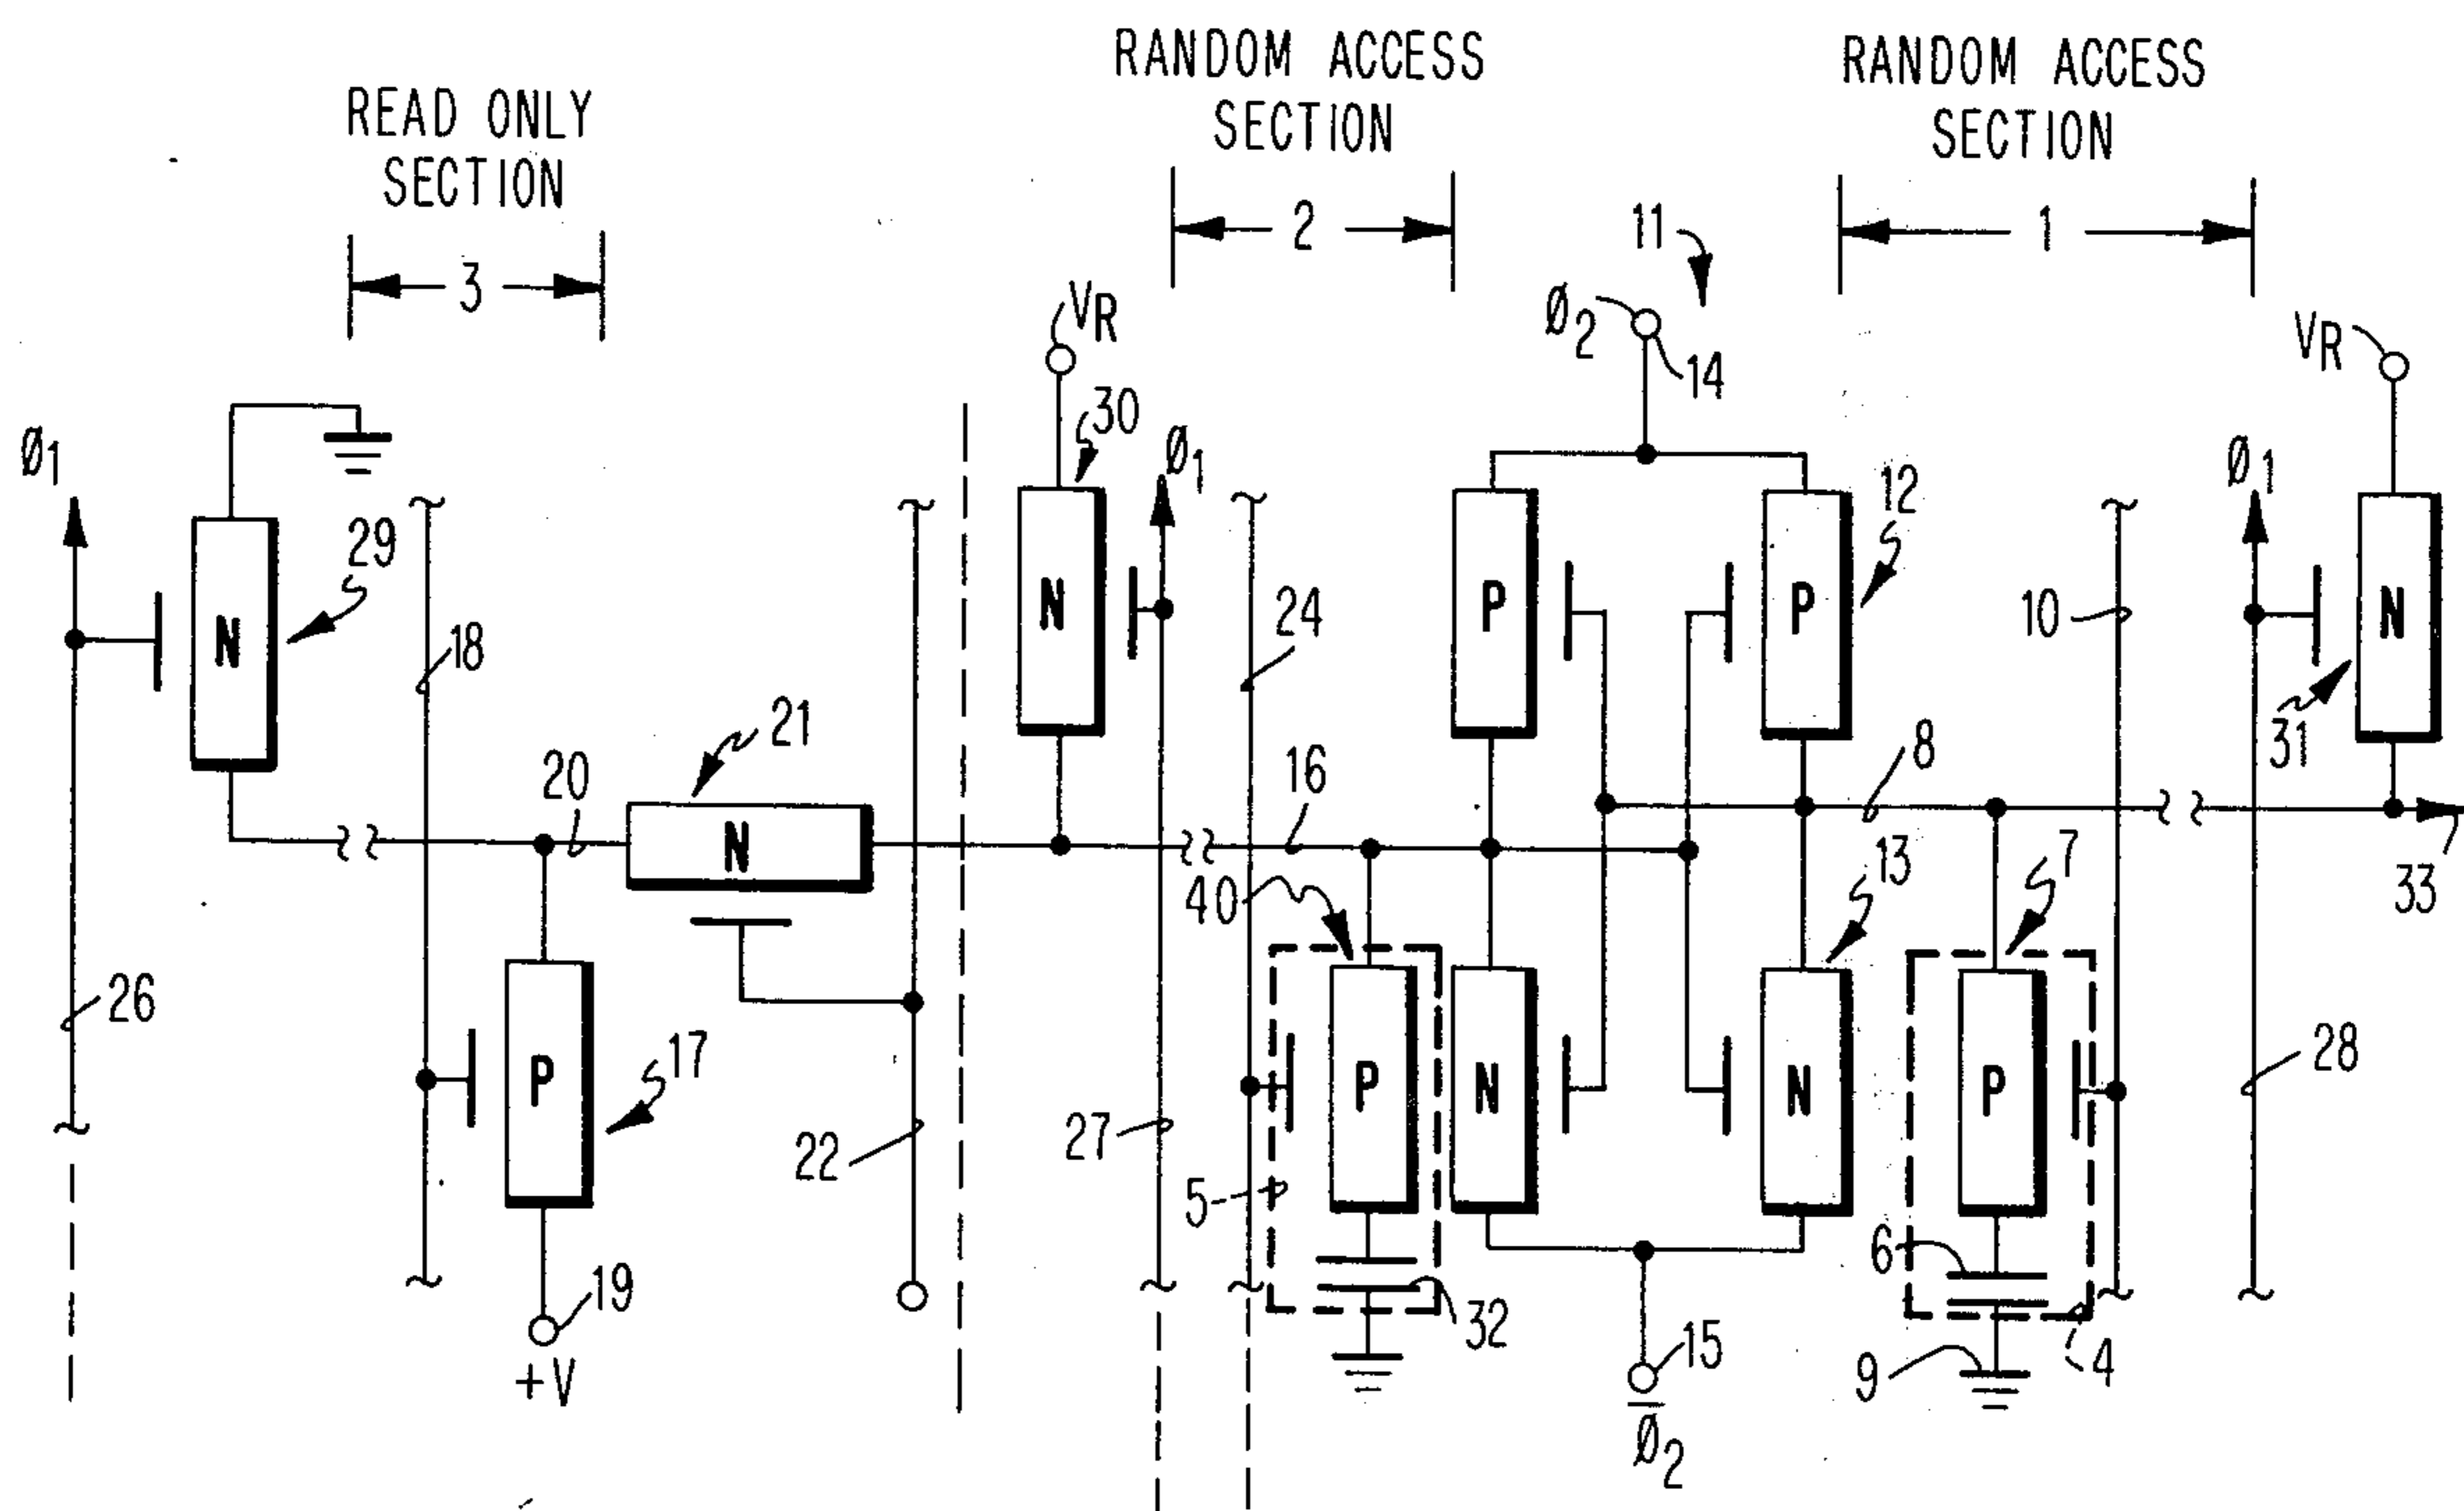 READ ONLY
SECTION
3
RANDOM ACCESS
SECTION
2
RANDOM ACCESS
SECTION
1
11
Ø2
14
VR
VR
30
Ø1
Ø1
Ø1
29
N
18
N
24
P
P
12
10
N
31
21
20
N
16
8
40
13
7
33
26
17
P
22
27
5
P
N
N
P
28
6
19
+V
32
15
Ø2
9
4